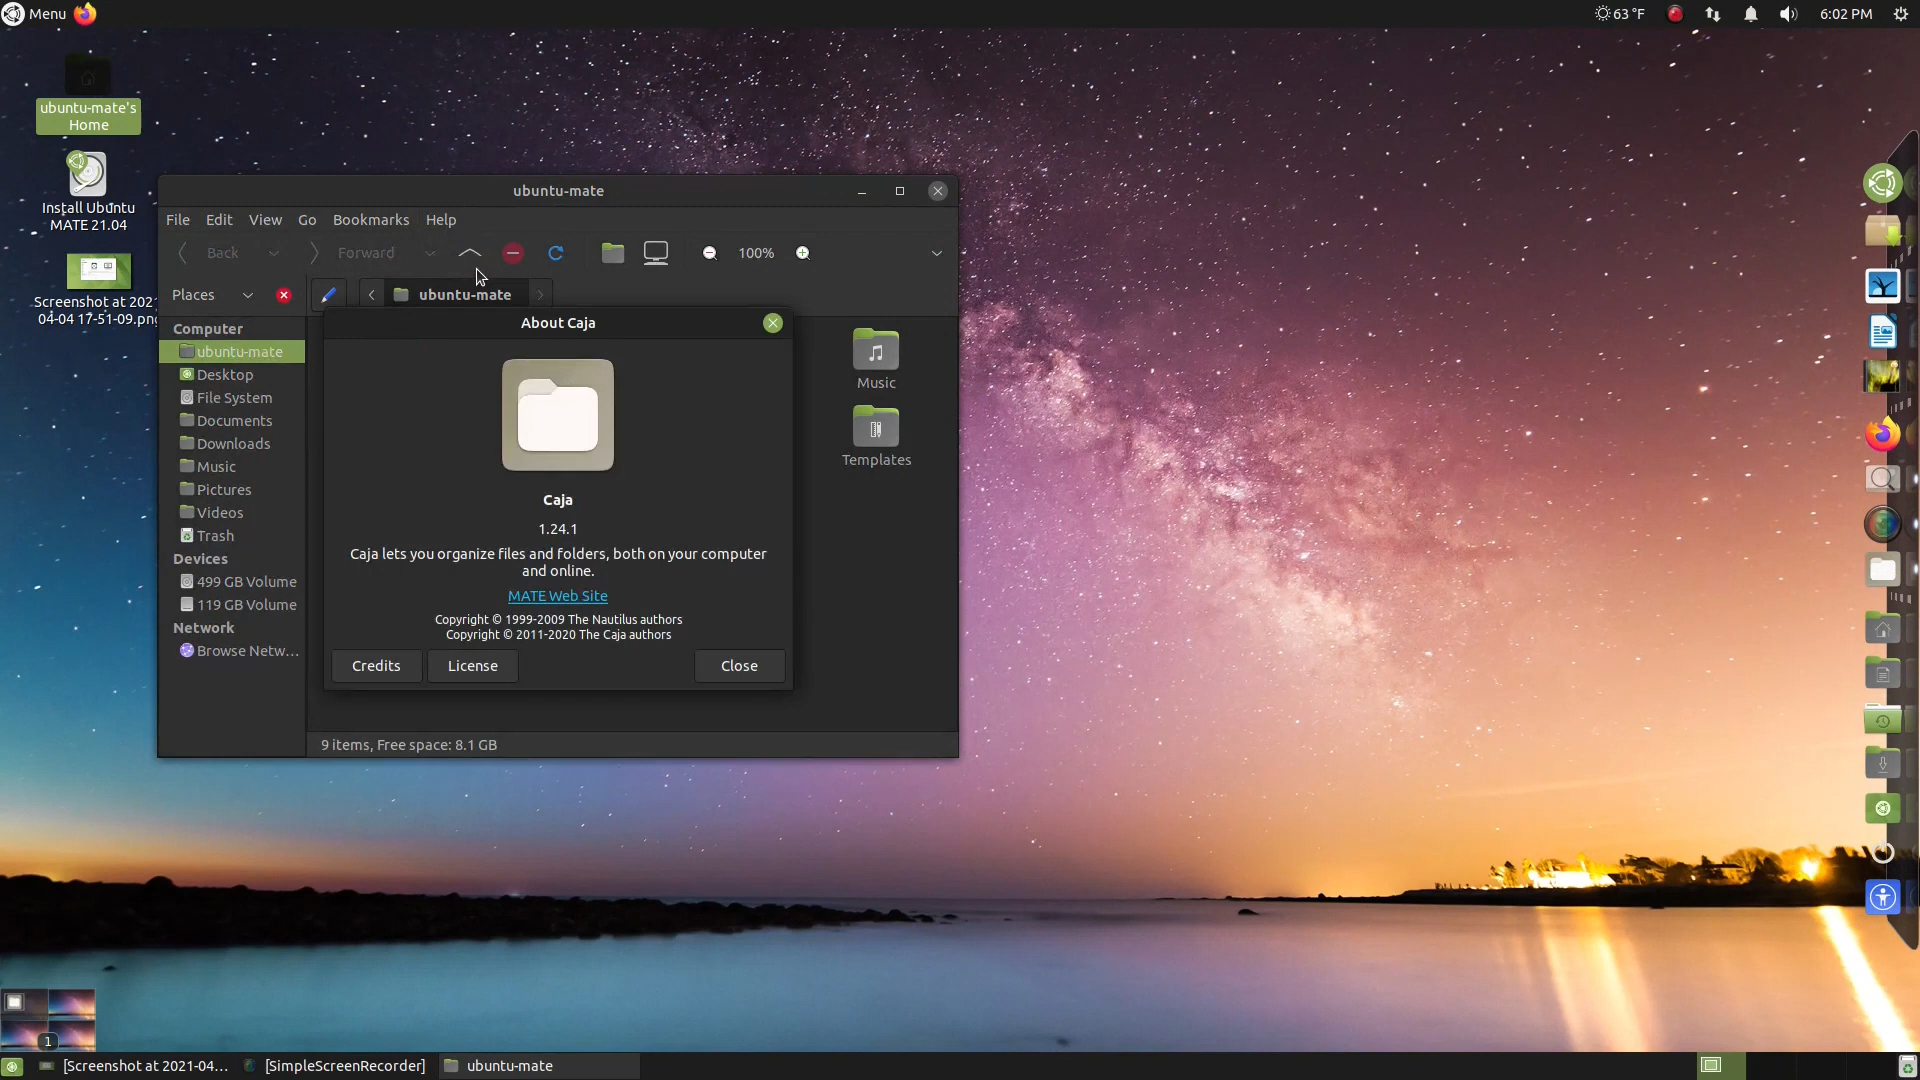 Menu
63 °F
6:02 PM
ubuntu-mate's
Home
Install Ubuntu
MATE 21.04
Screenshot at 2021-
04-04 17-51-09.png
ubuntu-mate
File Edit View Go Bookmarks Help
Back Forward 100%
Places
ubuntu-mate
Computer
ubuntu-mate
Desktop
File System
Documents
Downloads
Music
Pictures
Videos
Trash
Devices
499 GB Volume
119 GB Volume
Network
Browse Netw...
About Caja
Caja
1.24.1
Caja lets you organize files and folders, both on your computer
and online.
MATE Web Site
Copyright © 1999-2009 The Nautilus authors
Copyright © 2011-2020 The Caja authors
Credits License Close
Music
Templates
9 items, Free space: 8.1 GB
1
[Screenshot at 2021-04... [SimpleScreenRecorder] ubuntu-mate